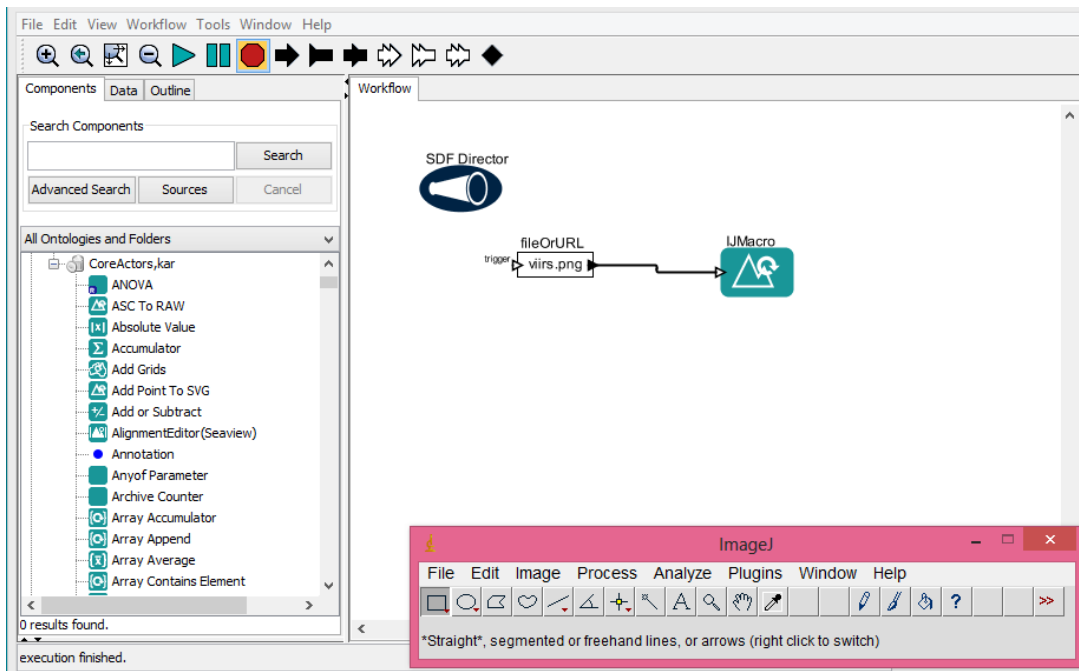 File Edit View Workflow Tools Window Help
Components Data Outline
Workflow
Search Components
Search
Advanced Search Sources Cancel
All Ontologies and Folders
CoreActors,kar
ANOVA
ASC To RAW
Absolute Value
Accumulator
Add Grids
Add Point To SVG
Add or Subtract
AlignmentEditor(Seaview)
Annotation
Anyof Parameter
Archive Counter
Array Accumulator
Array Append
Array Average
Array Contains Element
0 results found.
execution finished.
SDF Director
fileOrURL
trigger
viirs.png
IJMacro
ImageJ
File Edit Image Process Analyze Plugins Window Help
A ? >>
*Straight*, segmented or freehand lines, or arrows (right click to switch)